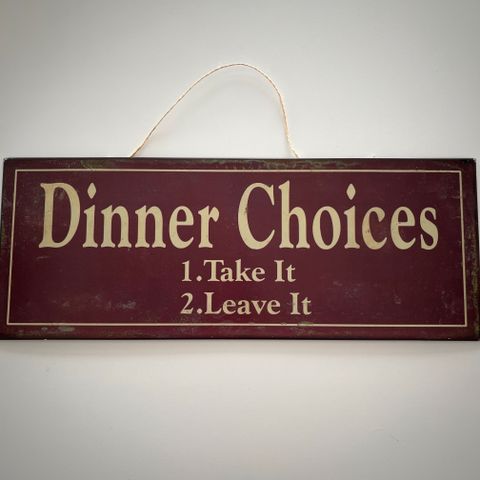 Dinner Choices
1.Take It
2.Leave It